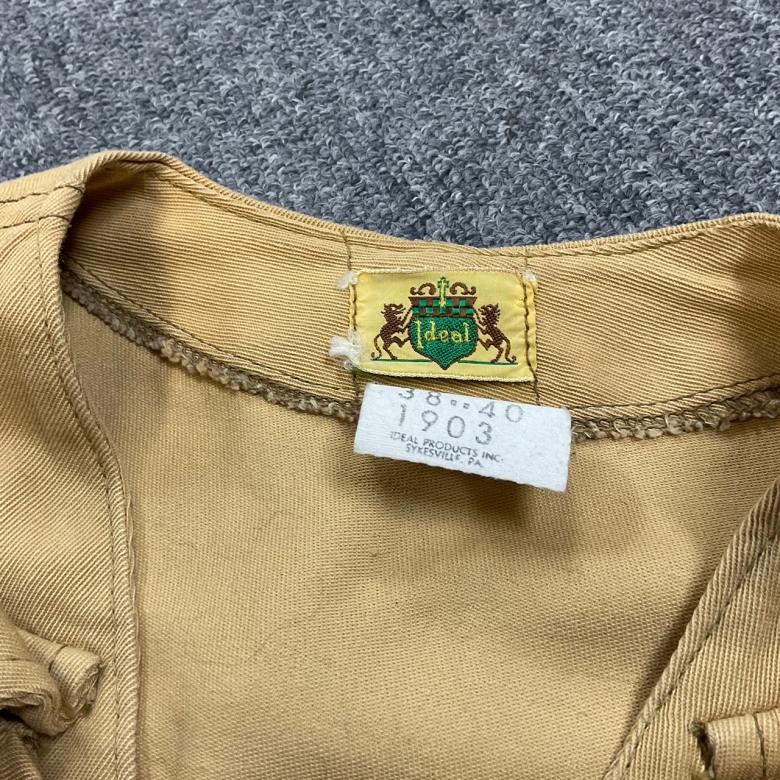 Ideal
38--40
1903
IDEAL PRODUCTS INC.
SYKESVILLE, PA.